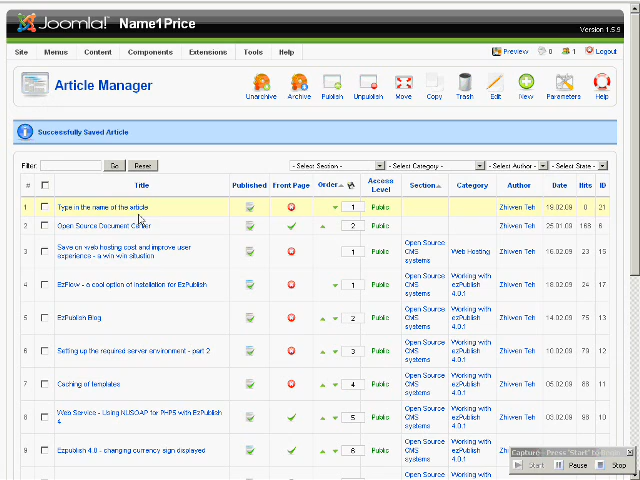 Joomla! Name1Price
Version 1.5.9
Site Menus Content Components Extensions Tools Help Preview 0 1 Logout
Article Manager
Unarchive Archive Publish Unpublish Move Copy Trash Edit New Parameters Help
Successfully Saved Article
Filter Go Reset - Select Section - - Select Category - - Select Author - - Select State -
# Title Published Front Page Order Access Level Section Category Author Date Hits ID
1 Type in the name of the article 1 Public Zhiwen Teh 19.02.09 0 21
2 Open Source Document Center 2 Public Zhiwen Teh 25.01.09 168 6
3 Save on web hosting cost and improve user experience - a win win situation 1 Public Open Source CMS systems Web Hosting Zhiwen Teh 16.02.09 23 15
4 EzFlow - a cool option of installation for EzPublish 1 Public Open Source CMS systems Working with ezPublish 4.0.1 Zhiwen Teh 18.02.09 24 17
5 EzPublish Blog 2 Public Open Source CMS systems Working with ezPublish 4.0.1 Zhiwen Teh 14.02.09 75 13
6 Setting up the required server environment - part 2 3 Public Open Source CMS systems Working with ezPublish 4.0.1 Zhiwen Teh 10.02.09 79 12
7 Caching of templates 4 Public Open Source CMS systems Working with ezPublish 4.0.1 Zhiwen Teh 05.02.09 88 11
8 Web Service - Using NUSOAP for PHP5 with EzPublish 4 5 Public Open Source CMS systems Working with ezPublish 4.0.1 Zhiwen Teh 03.02.09 96 10
9 Ezpublish 4.0 - changing currency sign displayed 6 Public Open Source CMS systems Working with ezPublish 4.0.1 Zhiwen Teh
Capture - Press "Start" to
Start Pause Stop